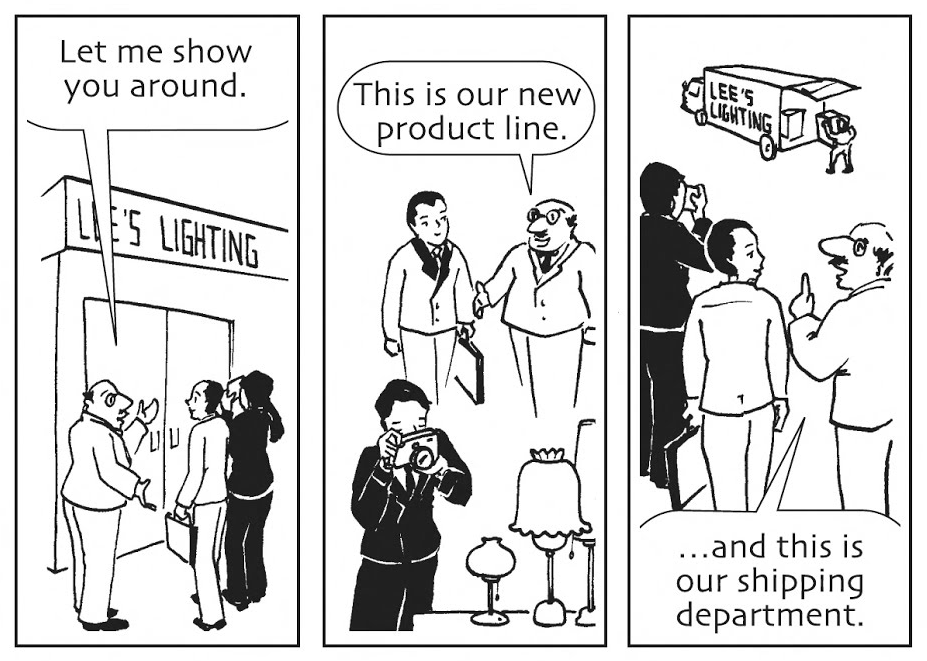 Let me show
you around.
LEE'S LIGHTING
This is our new
product line.
LEE'S
LIGHTING
...and this is
our shipping
department.